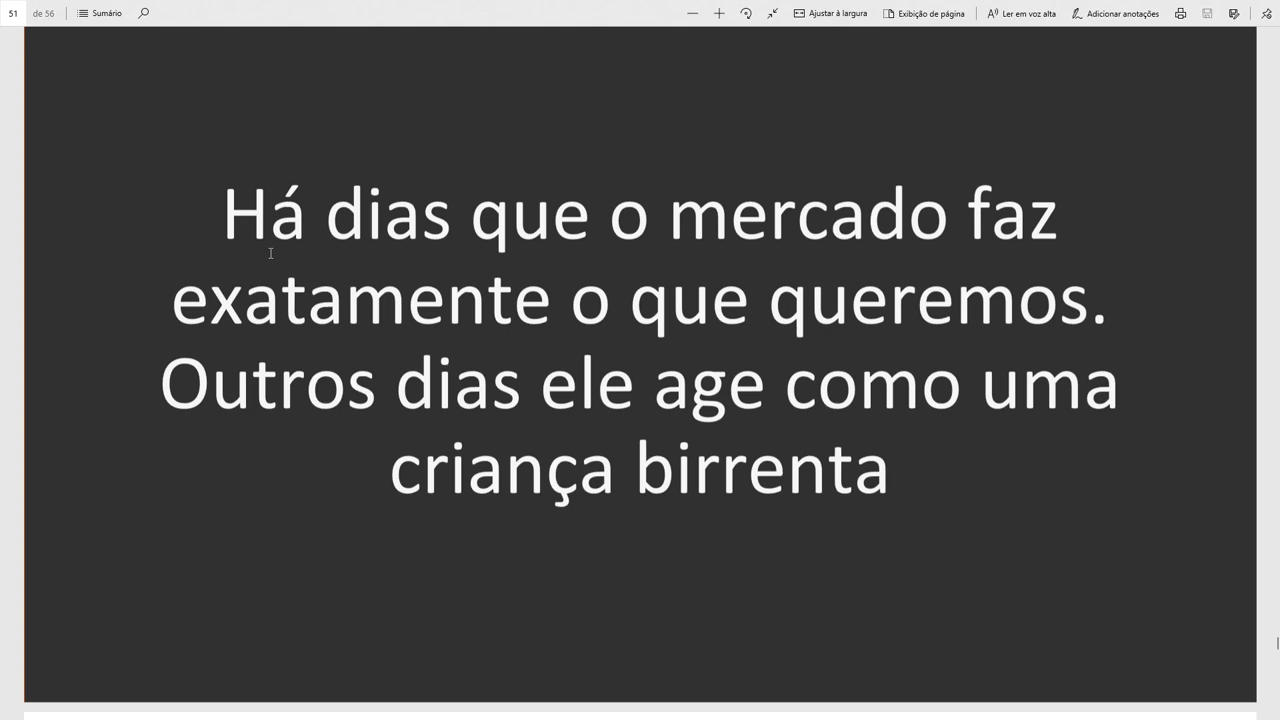 51 de 56 Sumário Ajustar à largura Exibição de página Ler em voz alta Adicionar anotações
Há dias que o mercado faz
exatamente o que queremos.
Outros dias ele age como uma
criança birrenta